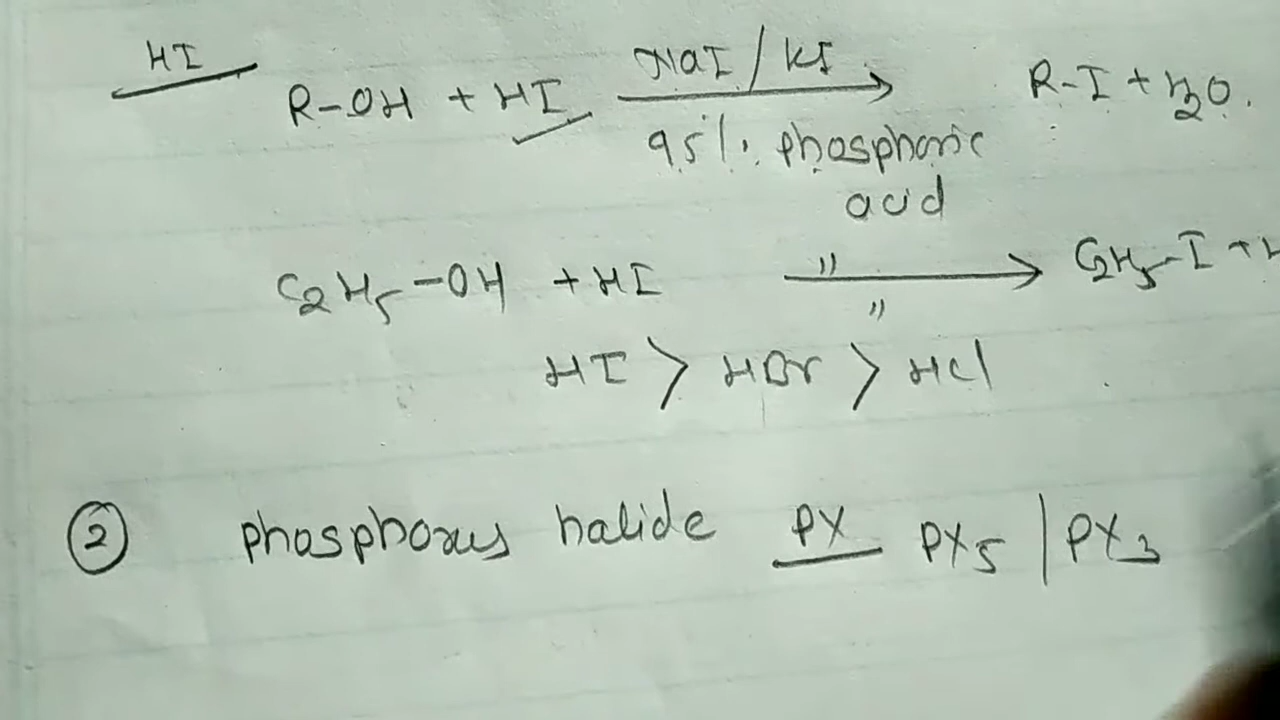 HI
NaI / KI
R-OH + HI → R-I + H2O.
95%. phosphoric
acid
C2H5-OH + HI → C2H5-I + H
" 
"
HI > HBr > HCl
② phosphorus halide PX PX5 | PX3